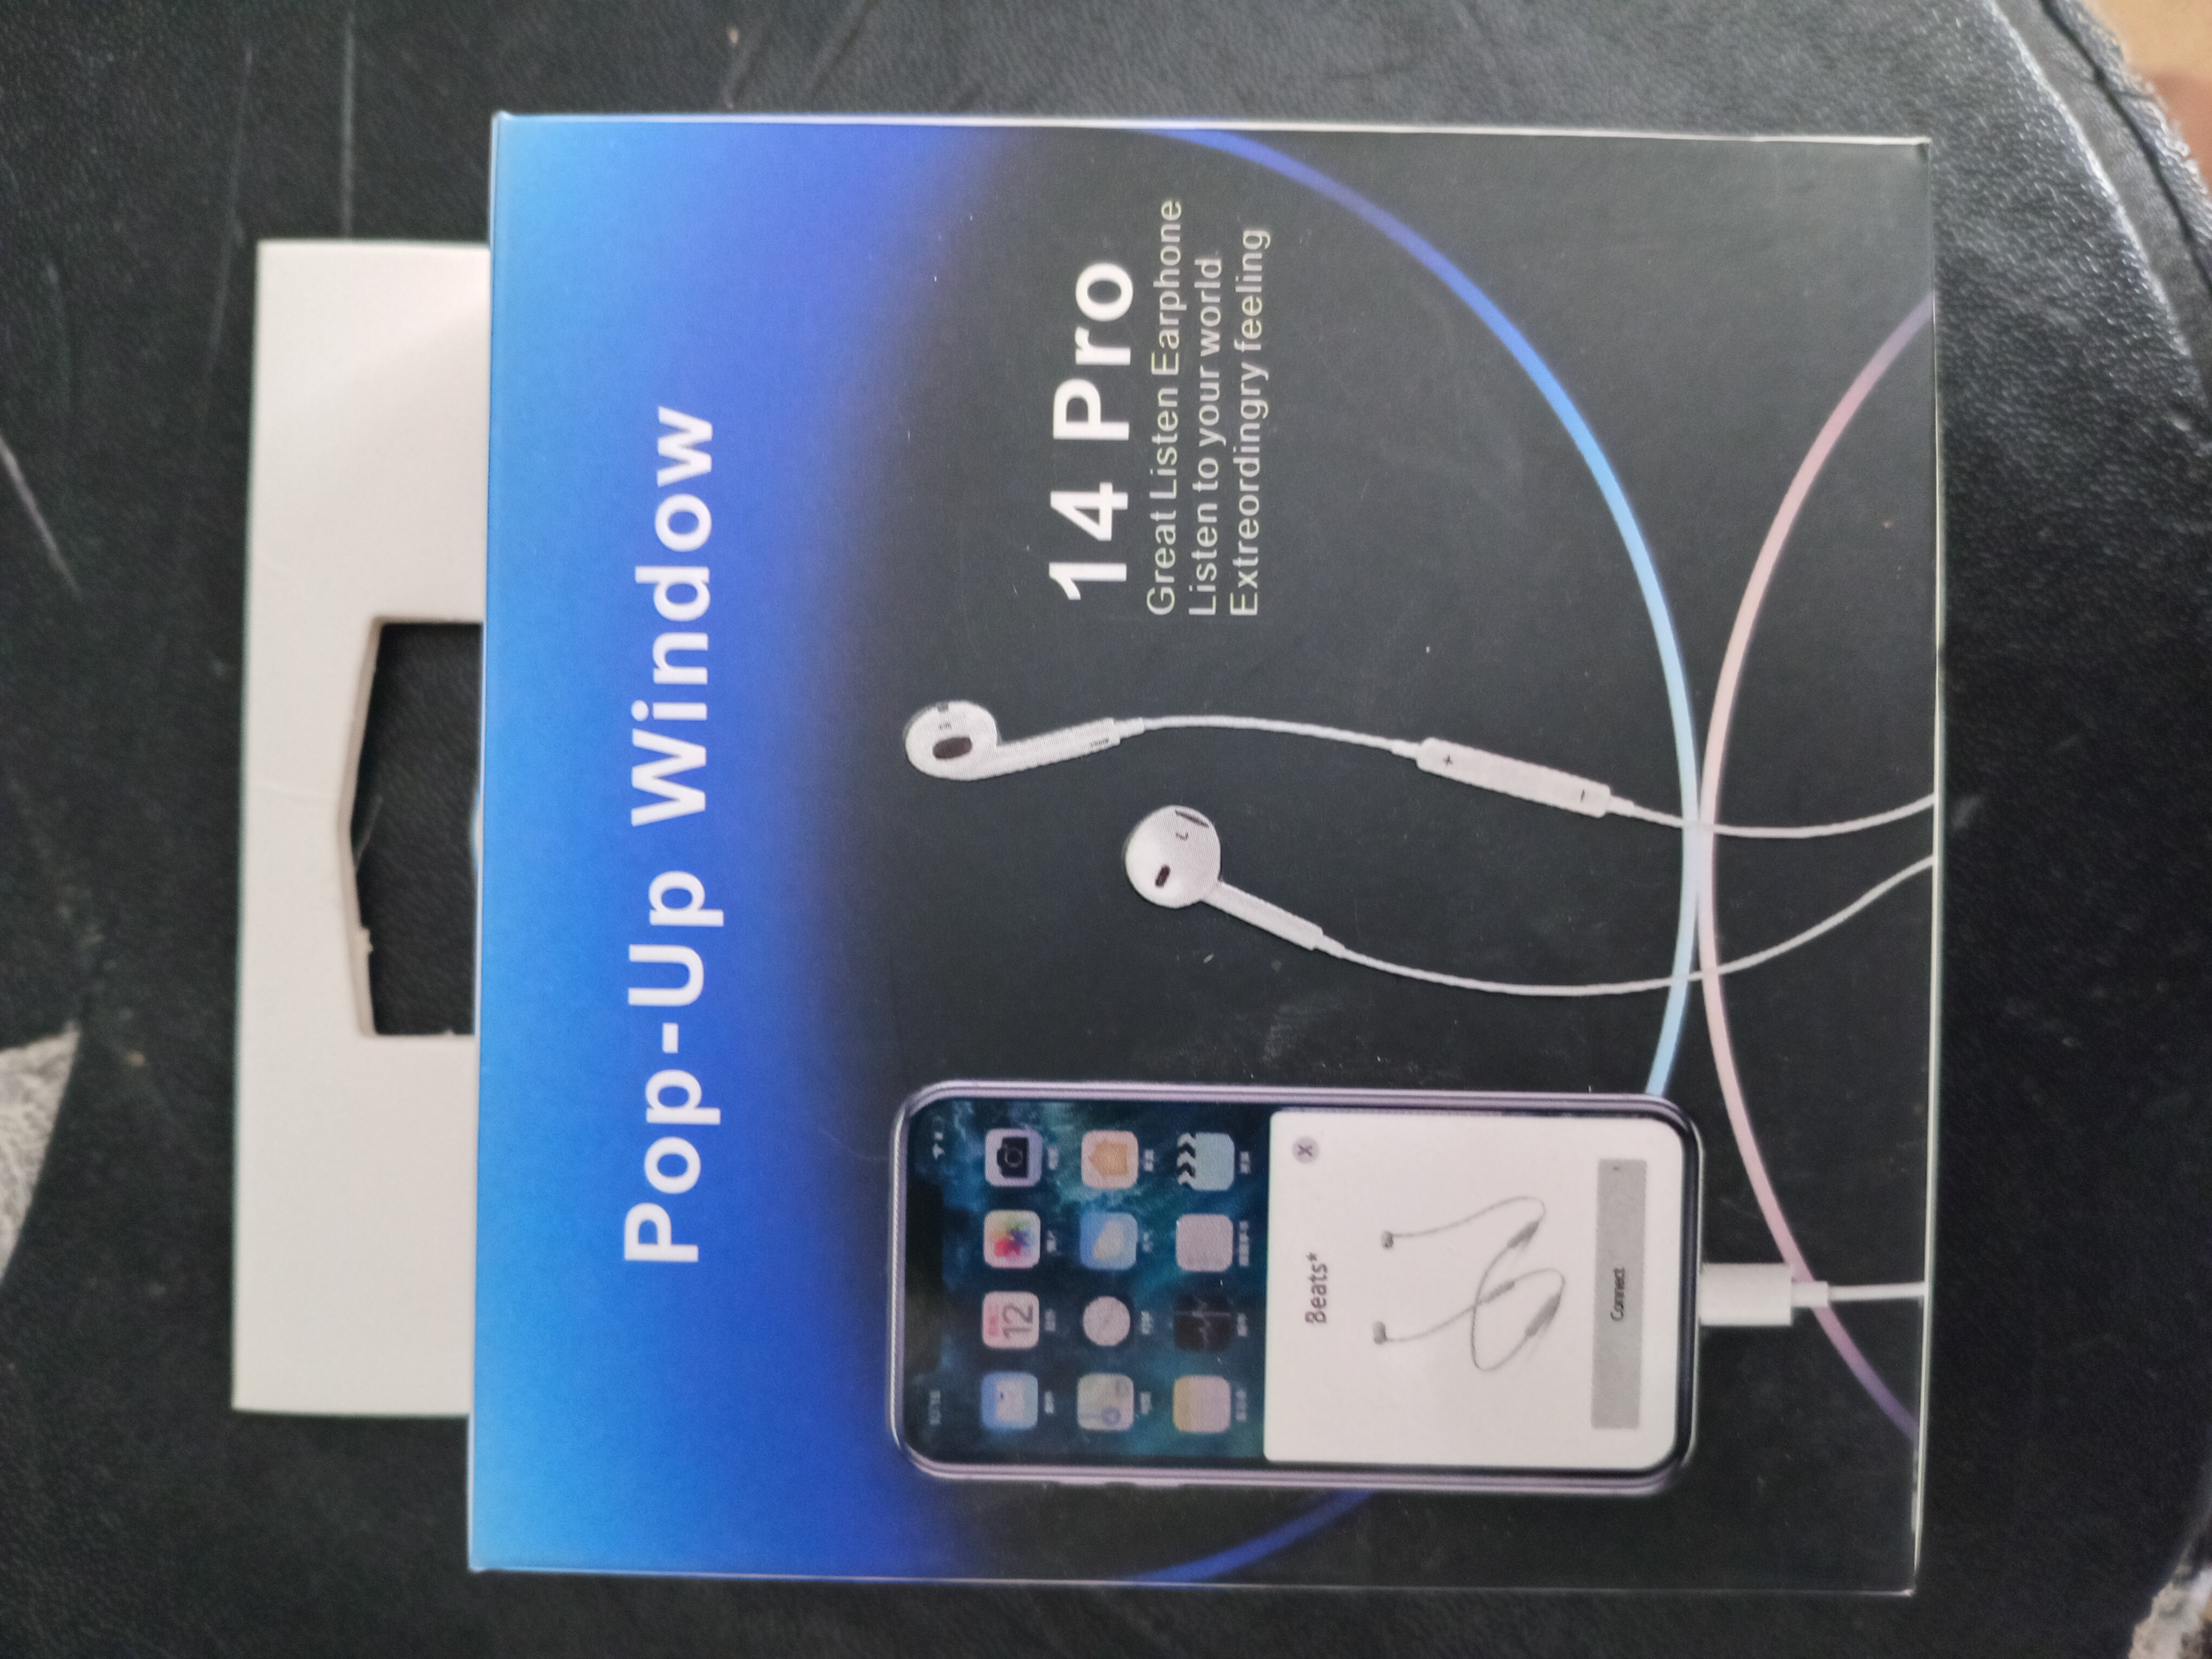 Pop-Up Window
14 Pro
Great Listen Earphone
Listen to your world
Extreordingry feeling
12
Beats*
X
Connect